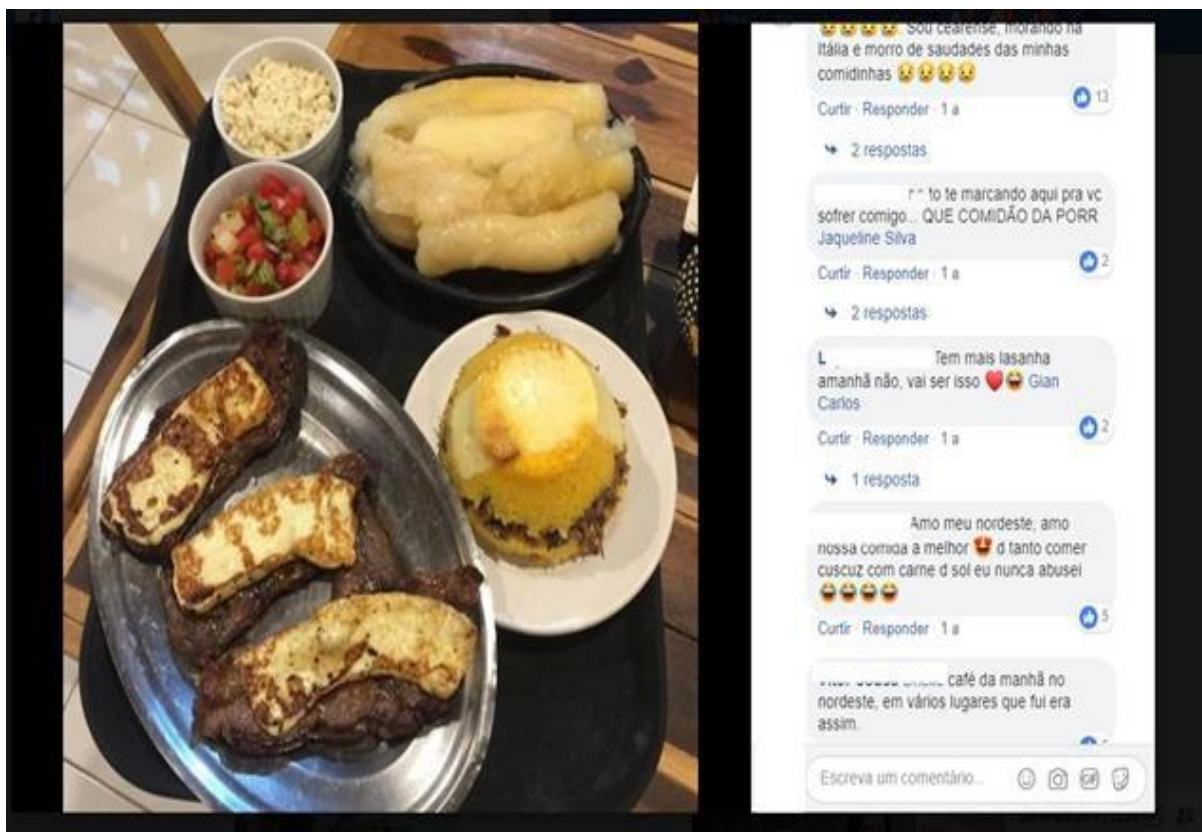 😢😢😢😢 Sou cearense, morando na
Itália e morro de saudades das minhas
comidinhas 😢😢😢😢
Curtir · Responder · 1 a
13
2 respostas
to te marcando aqui pra vc
sofrer comigo... QUE COMIDÃO DA PORR
Jaqueline Silva
2
Curtir · Responder · 1 a
2 respostas
L Tem mais lasanha
amanhã não, vai ser isso ❤️😂 Gian
Carlos
2
Curtir · Responder · 1 a
1 resposta
Amo meu nordeste, amo
nossa comida a melhor 😍 d tanto comer
cuscuz com carne d sol eu nunca abusei
😂😂😂😂
5
Curtir · Responder · 1 a
café da manhã no
nordeste, em vários lugares que fui era
assim.
Escreva um comentário...
GIF